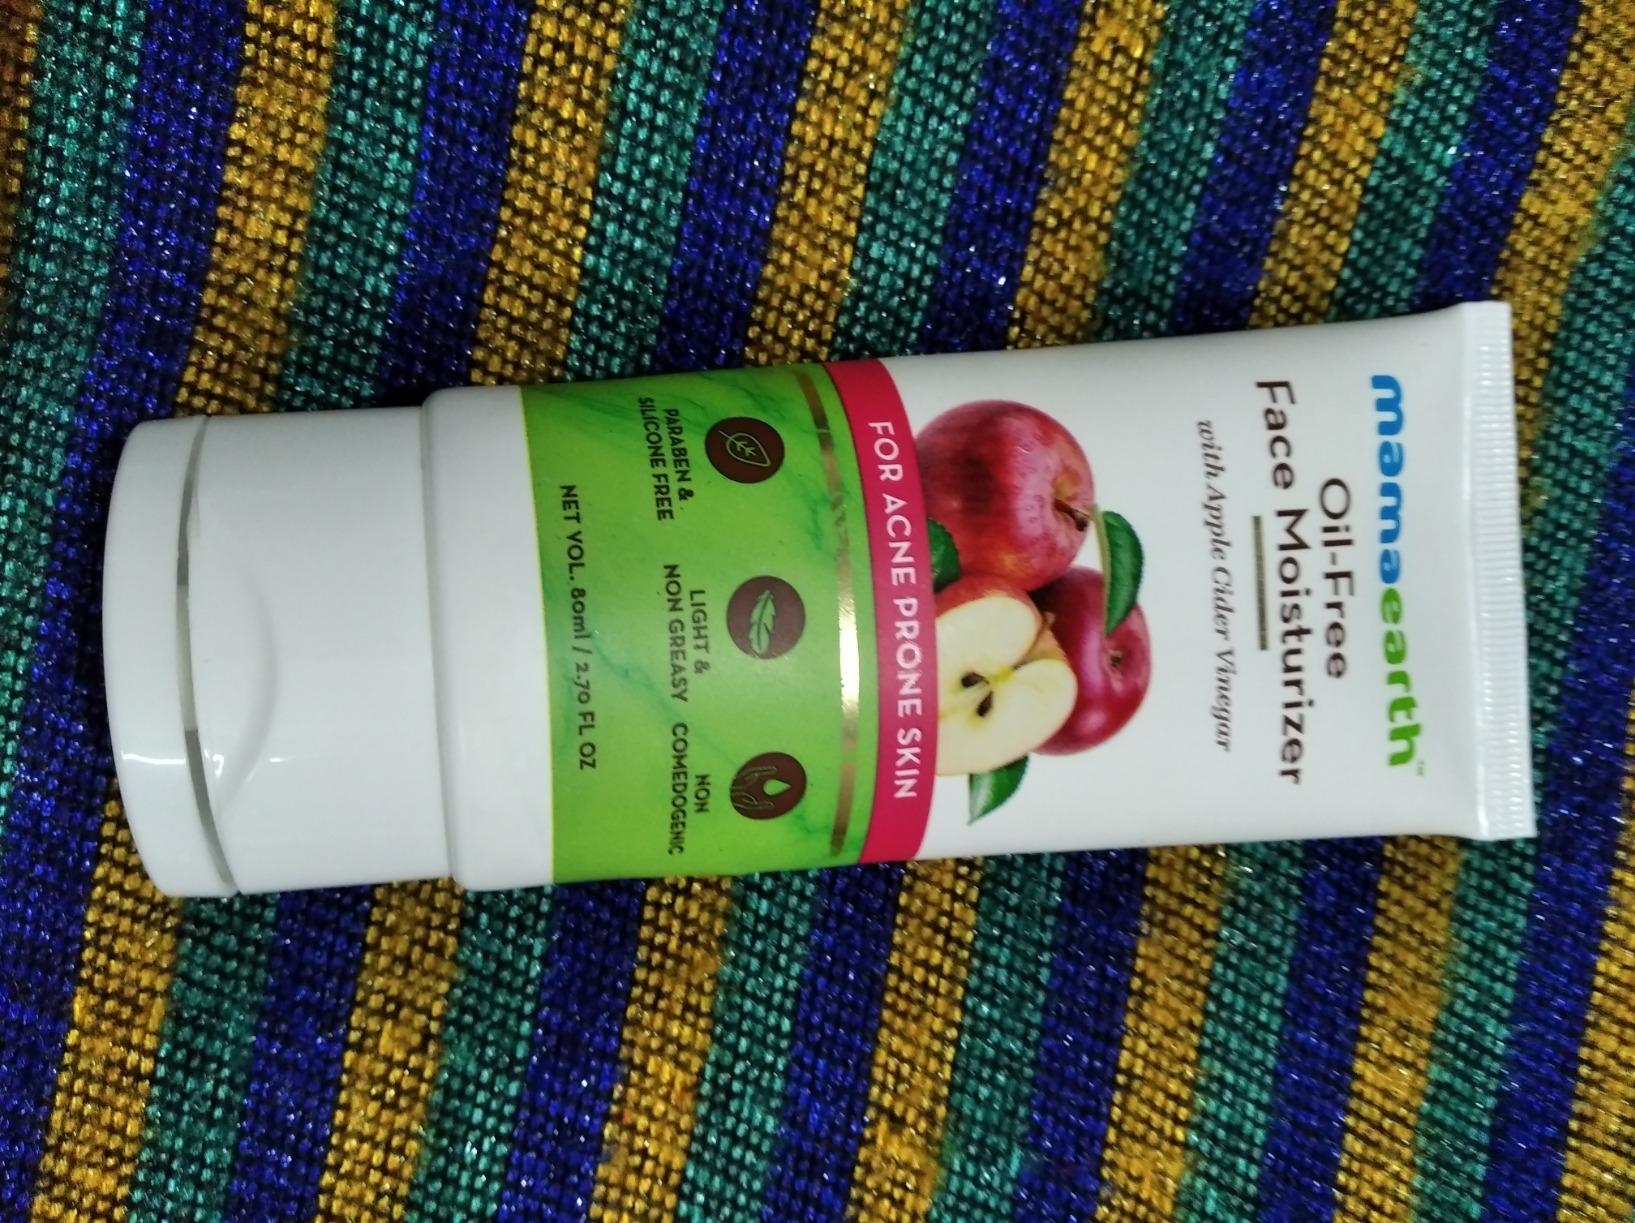 mamaearth™
Oil-Free
Face Moisturizer
with Apple Cider Vinegar
FOR ACNE PRONE SKIN
PARABEN &
SILICONE FREE
LIGHT &
NON GREASY
NON
COMEDOGENIC
NET VOL. 80ml / 2.70 FL OZ